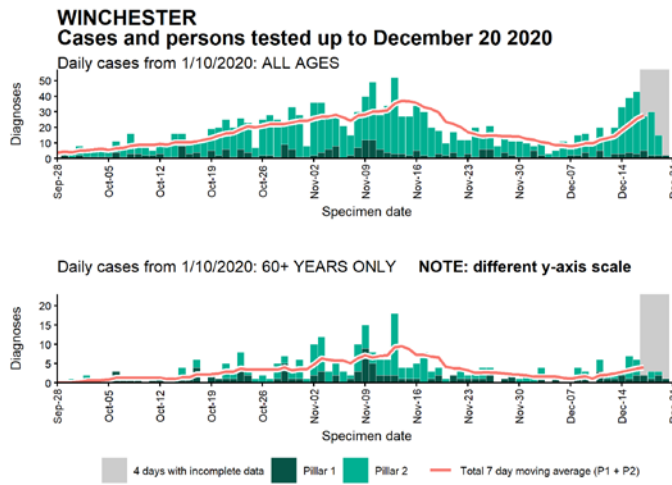 WINCHESTER
Cases and persons tested up to December 20 2020
Daily cases from 1/10/2020: ALL AGES
Diagnoses
50
40
30
20
10
0
Sep-28
Oct-05
Oct-12
Oct-19
Oct-26
Nov-02
Nov-09
Nov-16
Nov-23
Nov-30
Dec-07
Dec-14
Specimen date
Daily cases from 1/10/2020: 60+ YEARS ONLY NOTE: different y-axis scale
Diagnoses
20
15
10
5
0
Sep-28
Oct-05
Oct-12
Oct-19
Oct-26
Nov-02
Nov-09
Nov-16
Nov-23
Nov-30
Dec-07
Dec-14
Specimen date
4 days with incomplete data Pillar 1 Pillar 2 Total 7 day moving average (P1 + P2)